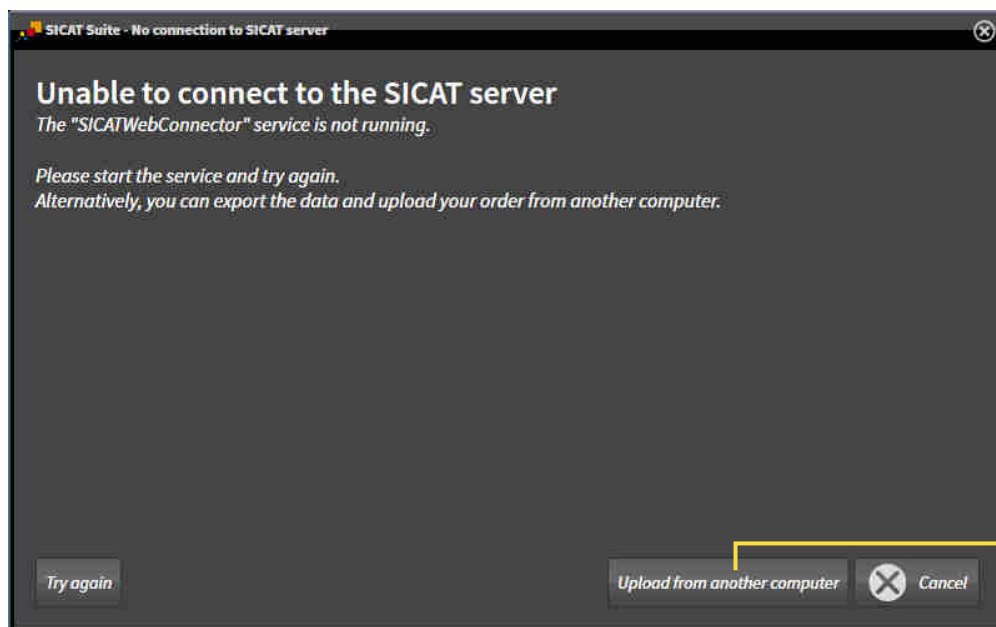 SICAT Suite - No connection to SICAT server
Unable to connect to the SICAT server
The "SICATWebConnector" service is not running.
Please start the service and try again.
Alternatively, you can export the data and upload your order from another computer.
Try again
Upload from another computer
Cancel